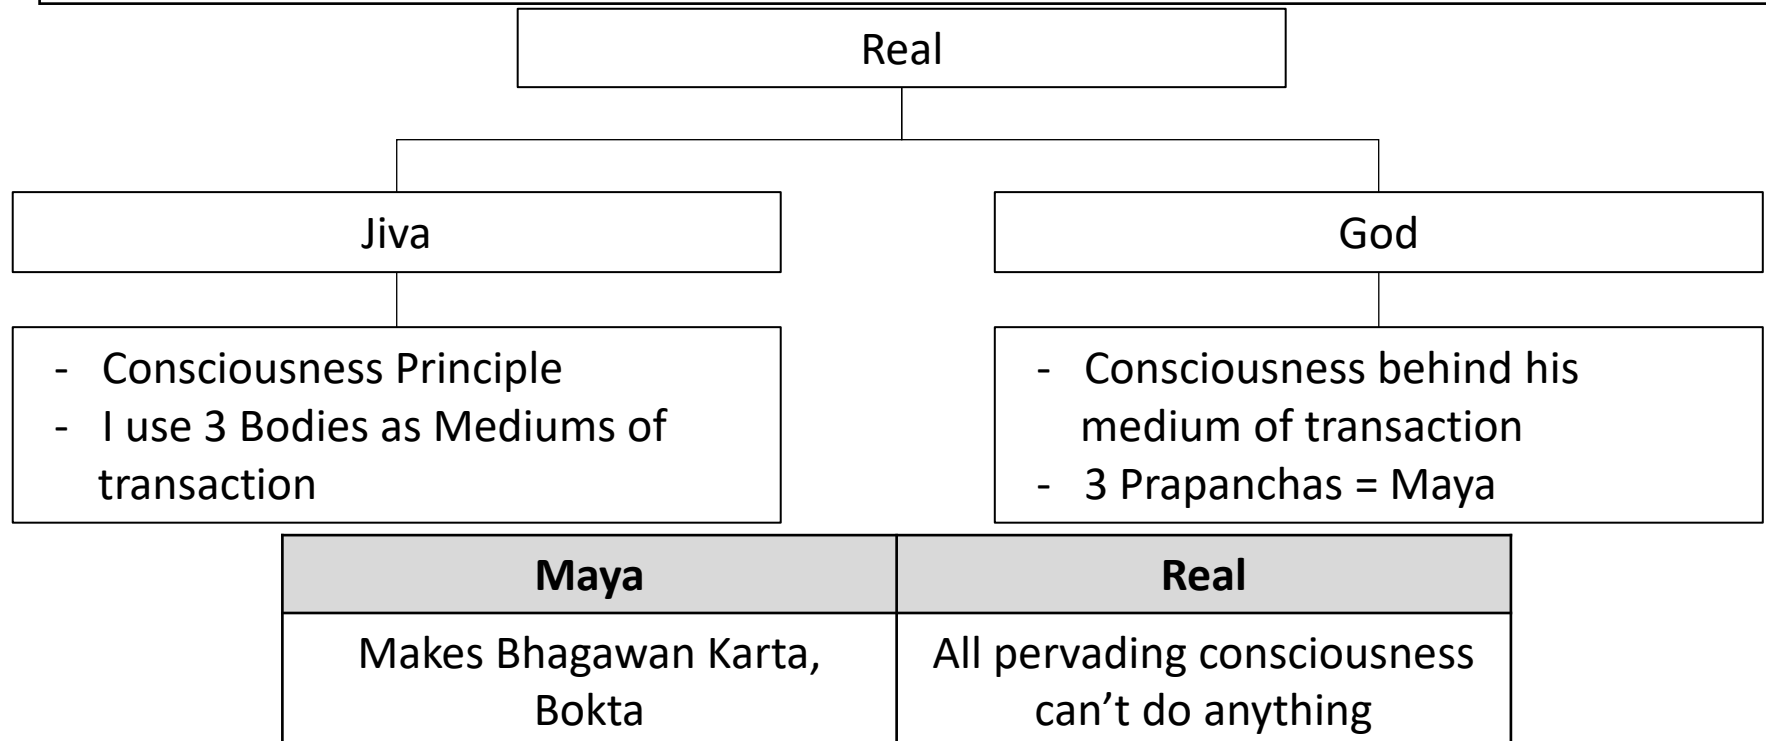 Real
Jiva
God
- Consciousness Principle
- I use 3 Bodies as Mediums of
transaction
- Consciousness behind his
medium of transaction
- 3 Prapanchas = Maya
Maya
Real
Makes Bhagawan Karta,
Bokta
All pervading consciousness
can’t do anything